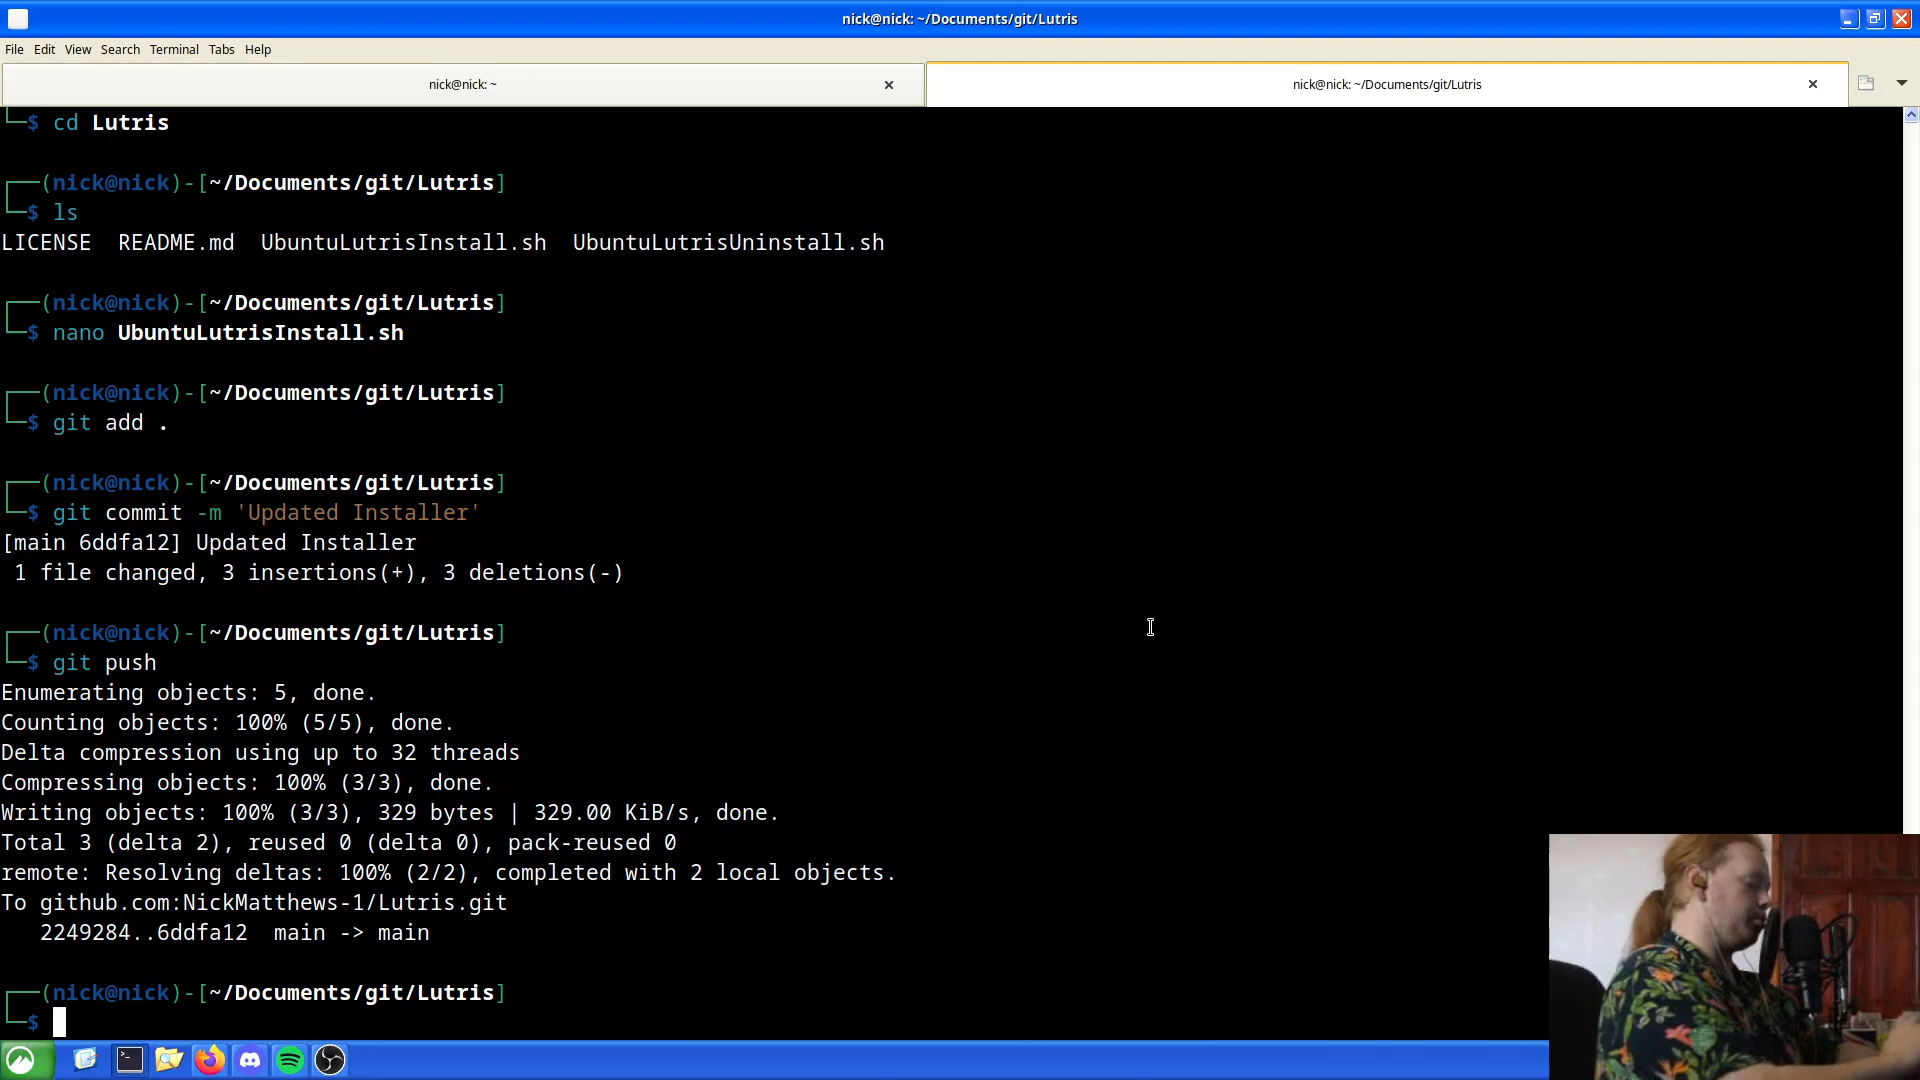 nick@nick: ~/Documents/git/Lutris
File Edit View Search Terminal Tabs Help
nick@nick: ~
nick@nick: ~/Documents/git/Lutris
$ cd Lutris
(nick@nick)-[~/Documents/git/Lutris]
$ ls
LICENSE README.md UbuntuLutrisInstall.sh UbuntuLutrisUninstall.sh
(nick@nick)-[~/Documents/git/Lutris]
$ nano UbuntuLutrisInstall.sh
(nick@nick)-[~/Documents/git/Lutris]
$ git add .
(nick@nick)-[~/Documents/git/Lutris]
$ git commit -m 'Updated Installer'
[main 6ddfa12] Updated Installer
1 file changed, 3 insertions(+), 3 deletions(-)
(nick@nick)-[~/Documents/git/Lutris]
$ git push
Enumerating objects: 5, done.
Counting objects: 100% (5/5), done.
Delta compression using up to 32 threads
Compressing objects: 100% (3/3), done.
Writing objects: 100% (3/3), 329 bytes | 329.00 KiB/s, done.
Total 3 (delta 2), reused 0 (delta 0), pack-reused 0
remote: Resolving deltas: 100% (2/2), completed with 2 local objects.
To github.com:NickMatthews-1/Lutris.git
2249284..6ddfa12 main -> main
(nick@nick)-[~/Documents/git/Lutris]
$